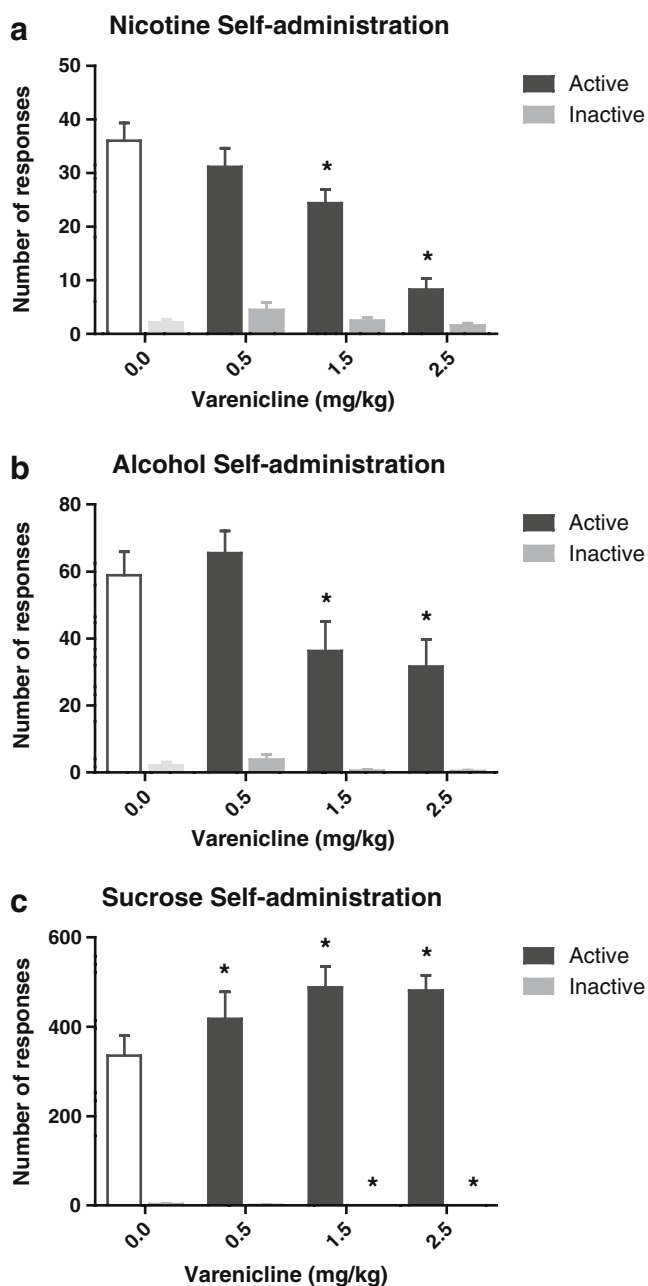 a
Nicotine Self-administration
50
40
30
20
10
0
Number of responses
*
*
Active
Inactive
0.0
0.5
1.5
2.5
Varenicline (mg/kg)
b
Alcohol Self-administration
80
60
40
20
0
Number of responses
*
*
Active
Inactive
0.0
0.5
1.5
2.5
Varenicline (mg/kg)
c
Sucrose Self-administration
600
400
200
0
Number of responses
*
*
*
*
*
Active
Inactive
0.0
0.5
1.5
2.5
Varenicline (mg/kg)